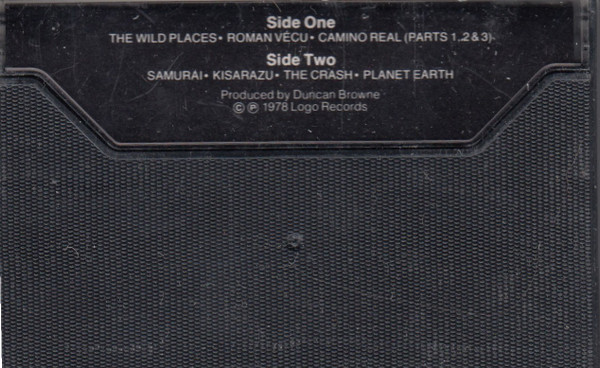 Side One
THE WILD PLACES • ROMAN VÉCU • CAMINO REAL (PARTS 1,.2 & 3)
Side Two
SAMURAI • KISARAZU • THE CRASH • PLANET EARTH
Produced by Duncan Browne
© ℗ 1978 Logo Records